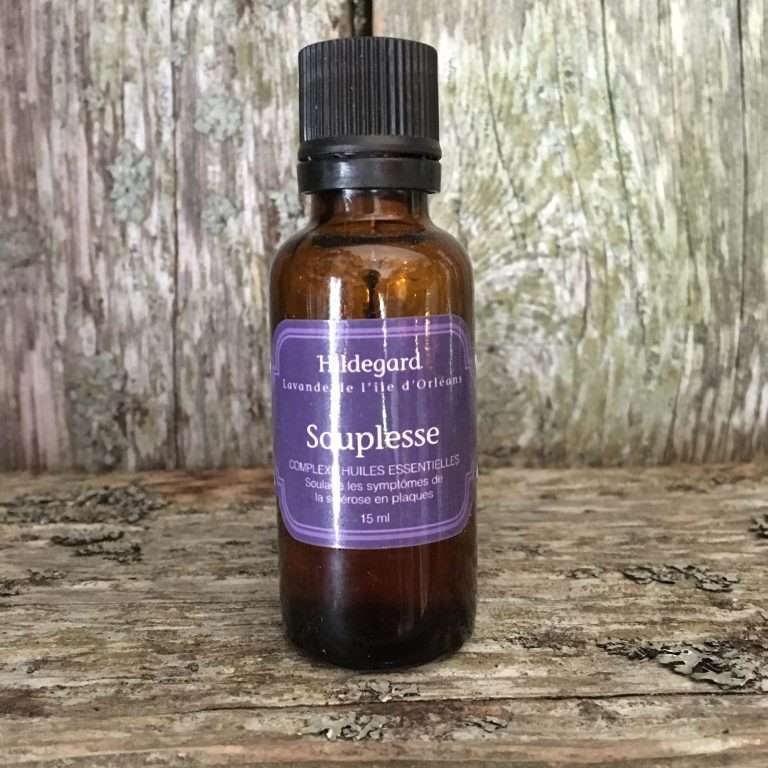 Hildegard
Lavande de l'île d'Orléans
Souplesse
COMPLEXE HUILES ESSENTIELLES
Soulage les symptômes de
la sclérose en plaques
15 ml